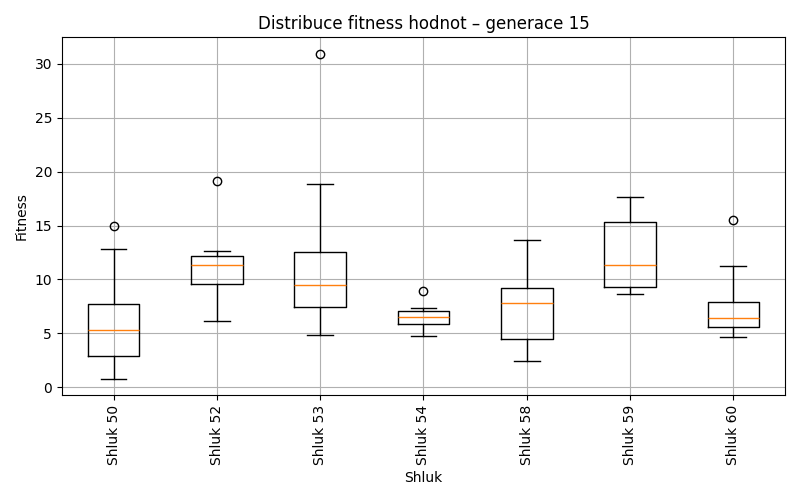 Distribuce fitness hodnot – generace 15
Fitness
30
25
20
15
10
5
0
Shluk 50
Shluk 52
Shluk 53
Shluk 54
Shluk 58
Shluk 59
Shluk 60
Shluk